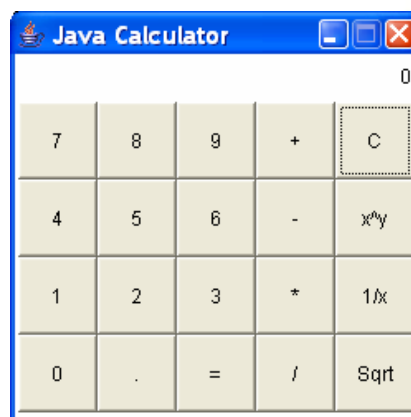 Java Calculator
0
7 8 9 + C
4 5 6 - x^y
1 2 3 * 1/x
0 . = / Sqrt